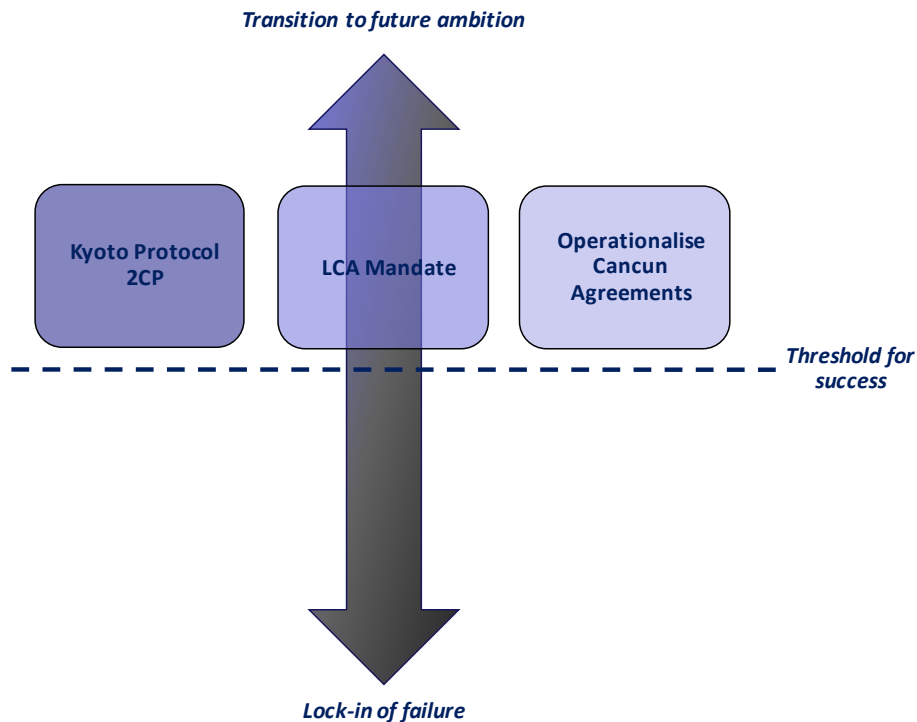 Transition to future ambition
Kyoto Protocol
2CP
LCA Mandate
Operationalise
Cancun
Agreements
Threshold for
success
Lock-in of failure